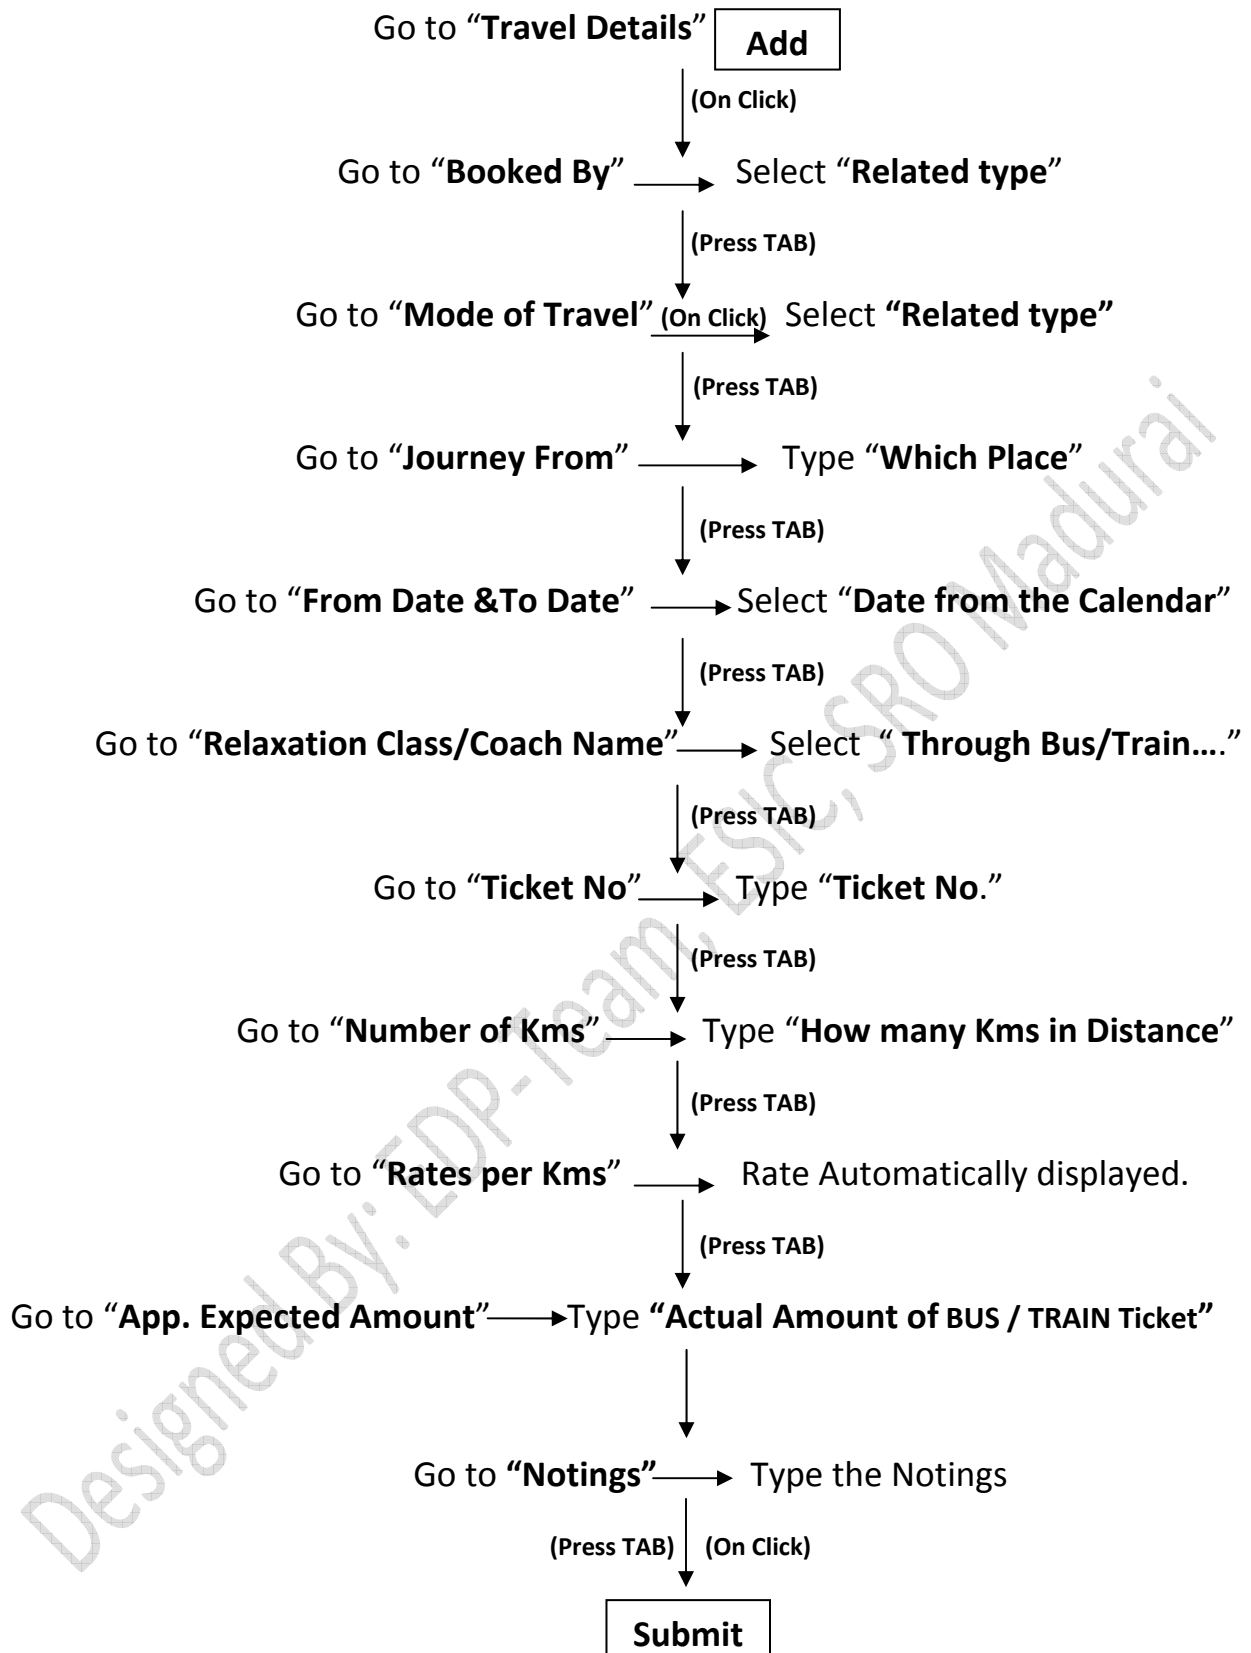 Go to “Travel Details” Add
(On Click)
Go to “Booked By” Select “Related type”
(Press TAB)
Go to “Mode of Travel” (On Click) Select “Related type”
(Press TAB)
Go to “Journey From” Type “Which Place”
(Press TAB)
Go to “From Date &To Date” Select “Date from the Calendar”
(Press TAB)
Go to “Relaxation Class/Coach Name” Select “ Through Bus/Train….”
(Press TAB)
Go to “Ticket No” Type “Ticket No.”
(Press TAB)
Go to “Number of Kms” Type “How many Kms in Distance”
(Press TAB)
Go to “Rates per Kms” Rate Automatically displayed.
(Press TAB)
Go to “App. Expected Amount” Type “Actual Amount of BUS / TRAIN Ticket”
Go to “Notings” Type the Notings
(Press TAB) (On Click)
Submit
Designed By: EDP-Team, ESIC, SRO Madurai